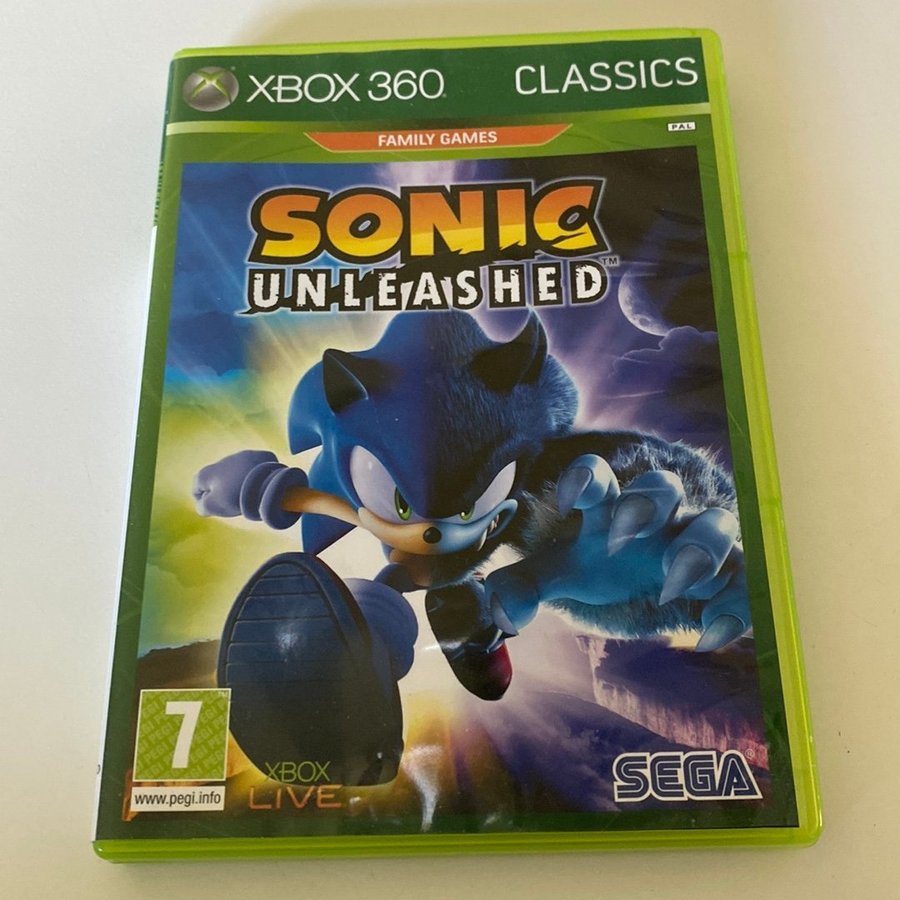 XBOX 360 CLASSICS
FAMILY GAMES
PAL
SONIC
UNLEASHED™
7
www.pegi.info
XBOX
LIVE
SEGA®